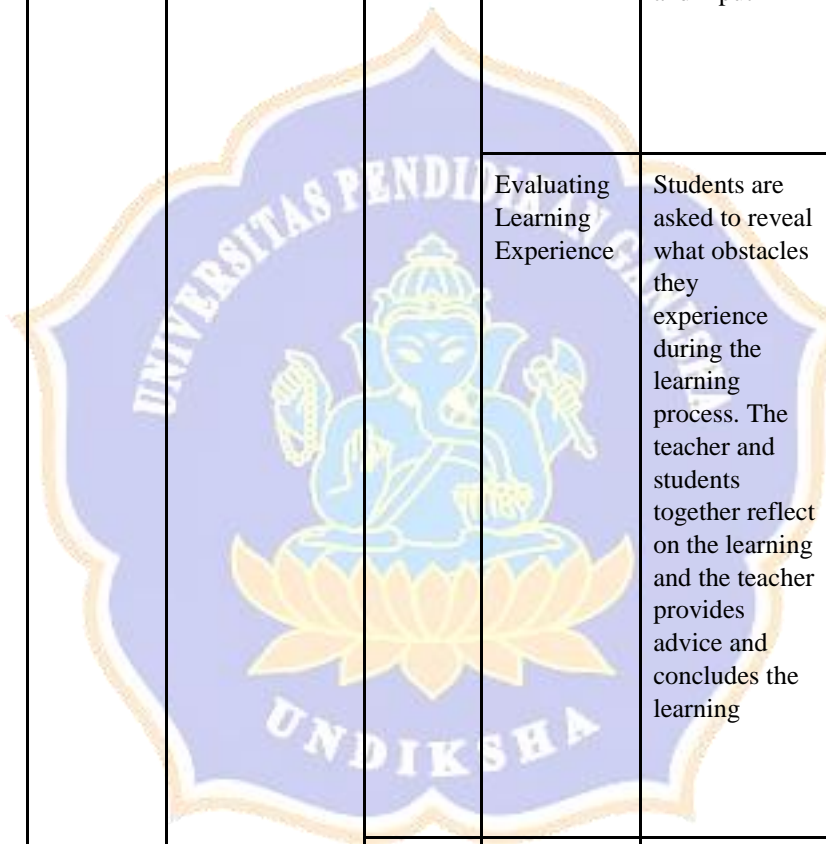 Evaluating
Learning
Experience
Students are
asked to reveal
what obstacles
they
experience
during the
learning
process. The
teacher and
students
together reflect
on the learning
and the teacher
provides
advice and
concludes the
learning
UNIVERSITAS PENDIDIKAN GANESHA
UNDIKSHA